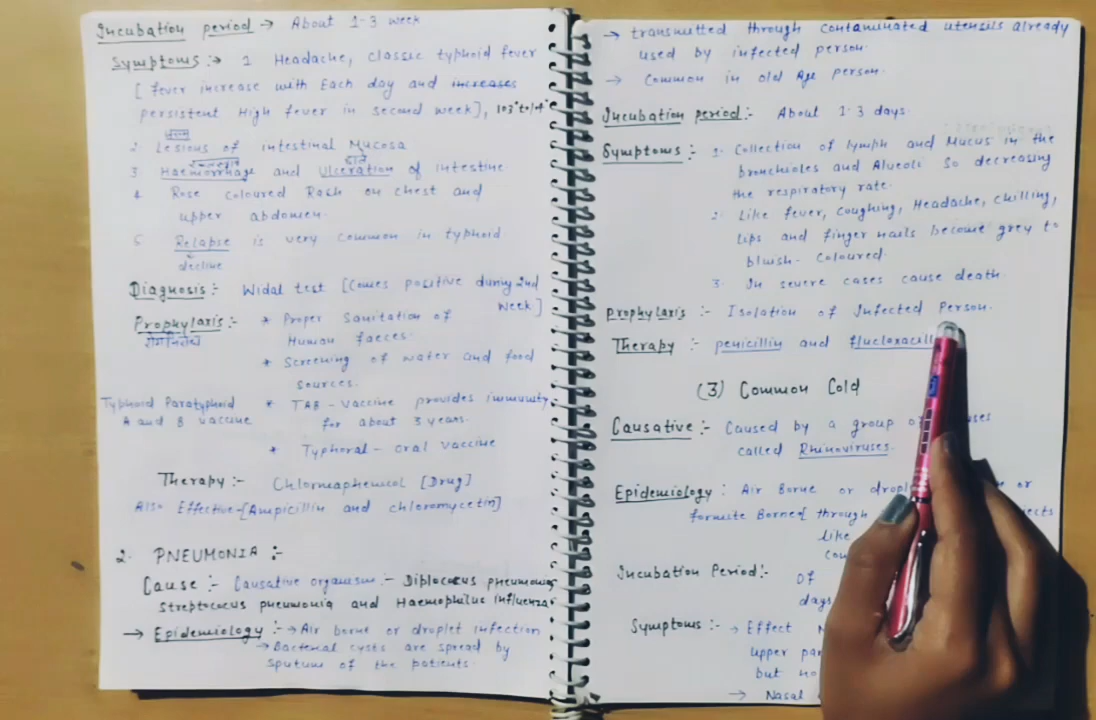 Incubation period → About 1-3 week
Symptoms :→ 1 Headache, classic typhoid fever
[ fever increase with Each day and increases
persistent High fever in second week], 103° to 104°
2. Lesions of intestinal Mucosa
3 Haemorrhage and Ulceration of intestine
4 Rose coloured Rash on chest and
upper abdomen.
5 Relapse is very common in typhoid.
decline
Diagnosis :- Widal test [Comes positive during 2nd
week]
Prophylaxis :- * Proper Sanitation of
Human faeces.
* Screening of water and food
sources.
Typhoid Paratyphoid * TAB - Vaccine provides immunity
A and B vaccine for about 3 years.
* Typhoral - oral vaccine
Therapy :- Chlormaphenicol [Drug]
Also Effective-[Ampicillin and chloromycetin]
2. PNEUMONIA :-
Cause :- Causative organism :- Diplococcus pneumonia,
streptococcus pneumonia and Haemophilus influenza.
→ Epidemiology :- → Air borne or droplet infection
→ Bacterial cysts are spread by
Sputum of the patients.
→ transmitted through contaminated utensils already
used by infected person.
→ Common in old Age person.
Incubation period :- About 1-3 days.
Symptoms :- 1. Collection of lymph and Mucus in the
bronchioles and Alveoli so decreasing
the respiratory rate.
2. Like fever, coughing, Headache, chilling,
lips and finger nails become grey to
bluish- coloured.
3. In severe cases cause death.
prophylaxis :- Isolation of Infected Person.
Therapy :- penicillin and
(3) Common Cold
Causative :- Caused by a group
called Rhinoviruses.
Epidemiology : Air Borne or or
formite Borne[ through
like
Incubation Period :-
Of
days
Symptoms :- → Effect
upper
but
→ Nasal